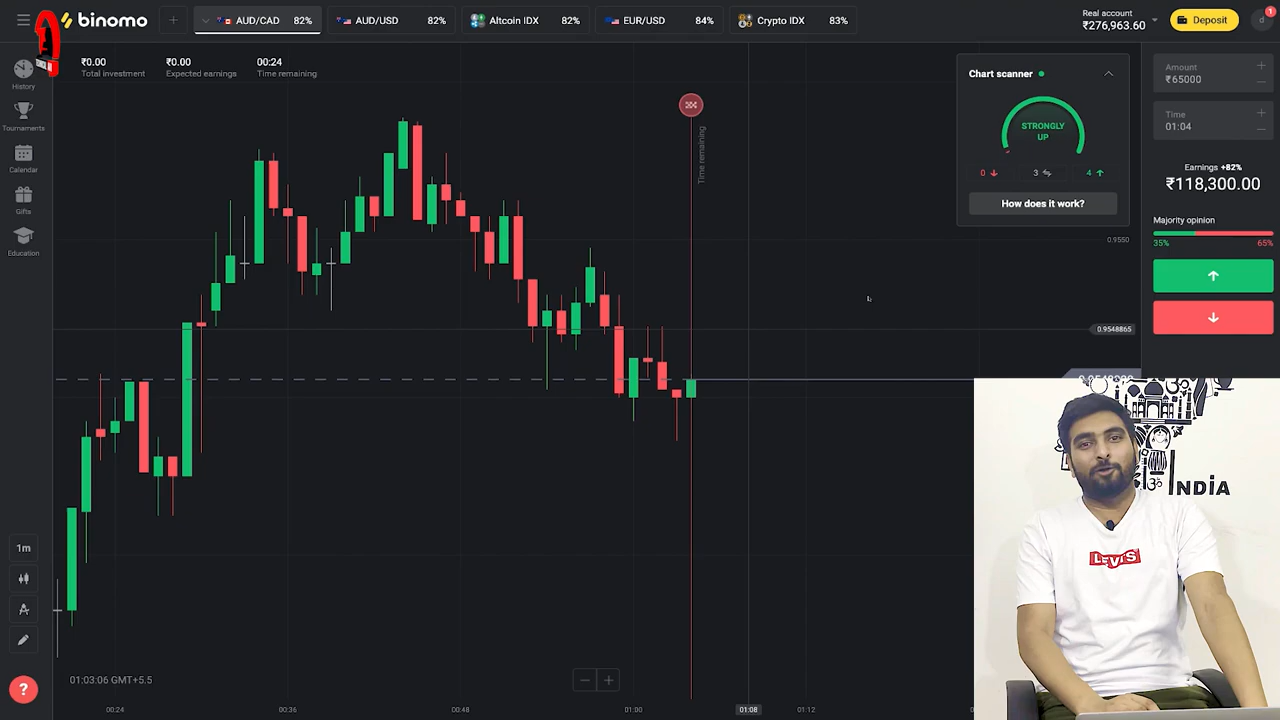 binomo
AUD/CAD 82%
AUD/USD 82%
Altcoin IDX 82%
EUR/USD 84%
Crypto IDX 83%
Real account
₹276,963.60
Deposit
d
1
History
Tournaments
Calendar
Gifts
Education
₹0.00
Total investment
₹0.00
Expected earnings
00:24
Time remaining
Time remaining
Chart scanner
STRONGLY
UP
0
3
4
How does it work?
Amount
₹65000
Time
01:04
Earnings +82%
₹118,300.00
Majority opinion
35% 65%
0.9550
0.9548865
INDIA
LEVI'S
1m
?
01:03:06 GMT+5.5
00:24
00:36
00:48
01:00
01:08
01:12